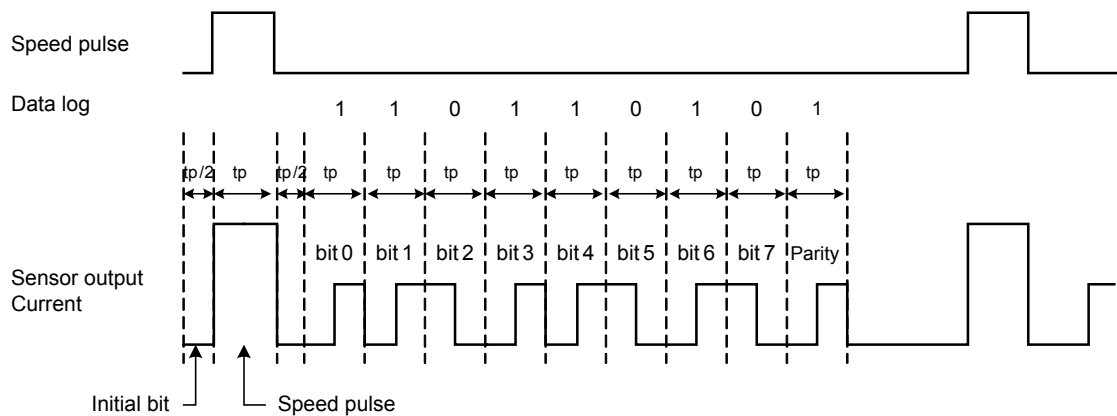 Speed pulse
Data log 1 1 0 1 1 0 1 0 1
tp/2 tp tp/2 tp tp tp tp tp tp tp tp tp
bit 0 bit 1 bit 2 bit 3 bit 4 bit 5 bit 6 bit 7 Parity
Sensor output
Current
Initial bit Speed pulse